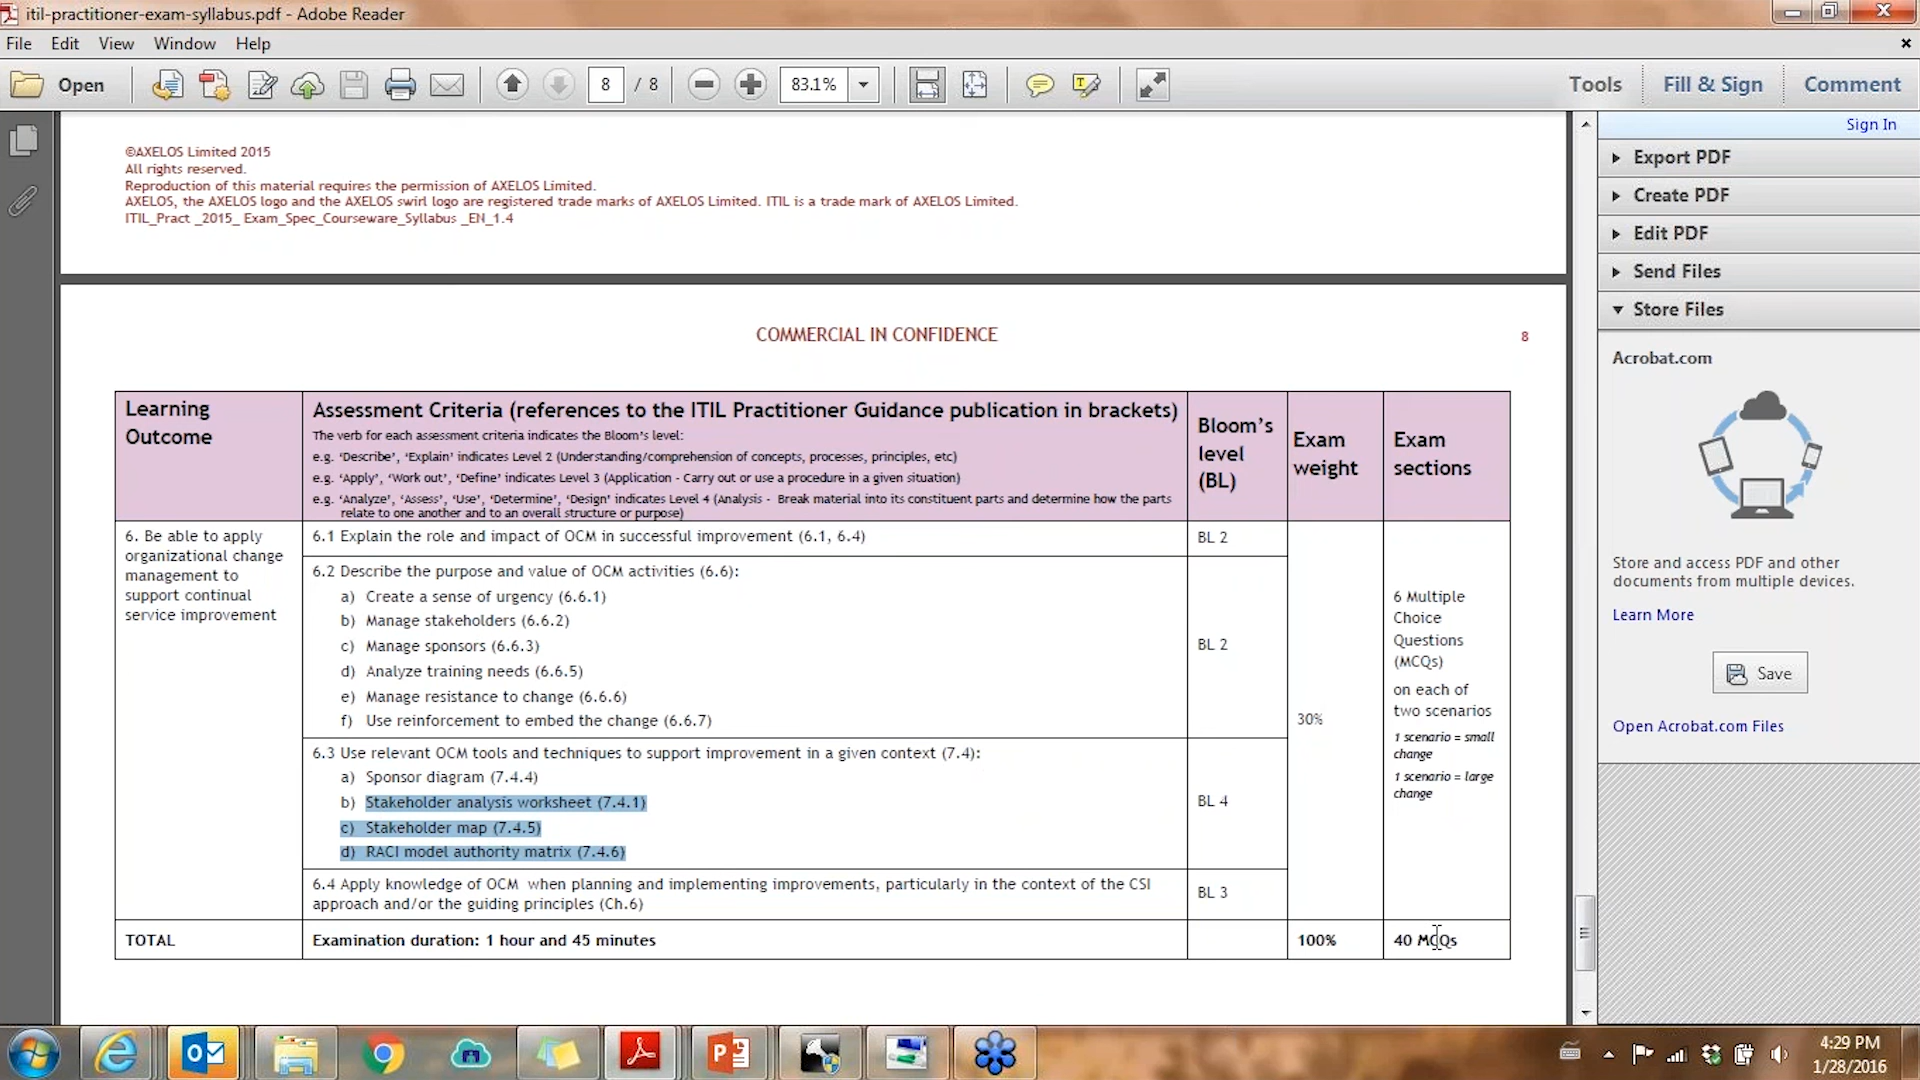 itil-practitioner-exam-syllabus.pdf - Adobe Reader
File Edit View Window Help
Open 8 / 8 83.1% Tools Fill & Sign Comment
Sign In
Export PDF
Create PDF
Edit PDF
Send Files
Store Files
Acrobat.com
Store and access PDF and other
documents from multiple devices.
Learn More
Save
Open Acrobat.com Files
©AXELOS Limited 2015
All rights reserved.
Reproduction of this material requires the permission of AXELOS Limited.
AXELOS, the AXELOS logo and the AXELOS swirl logo are registered trade marks of AXELOS Limited. ITIL is a trade mark of AXELOS Limited.
ITIL_Pract _2015_ Exam_Spec_Courseware_Syllabus _EN_1.4
COMMERCIAL IN CONFIDENCE
8
Learning
Outcome
Assessment Criteria (references to the ITIL Practitioner Guidance publication in brackets)
The verb for each assessment criteria indicates the Bloom's level:
e.g. 'Describe', 'Explain' indicates Level 2 (Understanding/comprehension of concepts, processes, principles, etc)
e.g. 'Apply', 'Work out', 'Define' indicates Level 3 (Application - Carry out or use a procedure in a given situation)
e.g. 'Analyze', 'Assess', 'Use', 'Determine', 'Design' indicates Level 4 (Analysis - Break material into its constituent parts and determine how the parts
relate to one another and to an overall structure or purpose)
Bloom's
level
(BL)
Exam
weight
Exam
sections
6. Be able to apply
organizational change
management to
support continual
service improvement
6.1 Explain the role and impact of OCM in successful improvement (6.1, 6.4)
BL 2
6.2 Describe the purpose and value of OCM activities (6.6):
a) Create a sense of urgency (6.6.1)
b) Manage stakeholders (6.6.2)
c) Manage sponsors (6.6.3)
d) Analyze training needs (6.6.5)
e) Manage resistance to change (6.6.6)
f) Use reinforcement to embed the change (6.6.7)
BL 2
6.3 Use relevant OCM tools and techniques to support improvement in a given context (7.4):
a) Sponsor diagram (7.4.4)
b) Stakeholder analysis worksheet (7.4.1)
c) Stakeholder map (7.4.5)
d) RACI model authority matrix (7.4.6)
BL 4
6.4 Apply knowledge of OCM when planning and implementing improvements, particularly in the context of the CSI
approach and/or the guiding principles (Ch.6)
BL 3
30%
6 Multiple
Choice
Questions
(MCQs)
on each of
two scenarios
1 scenario = small
change
1 scenario = large
change
TOTAL
Examination duration: 1 hour and 45 minutes
100%
40 MCQs
4:29 PM
1/28/2016